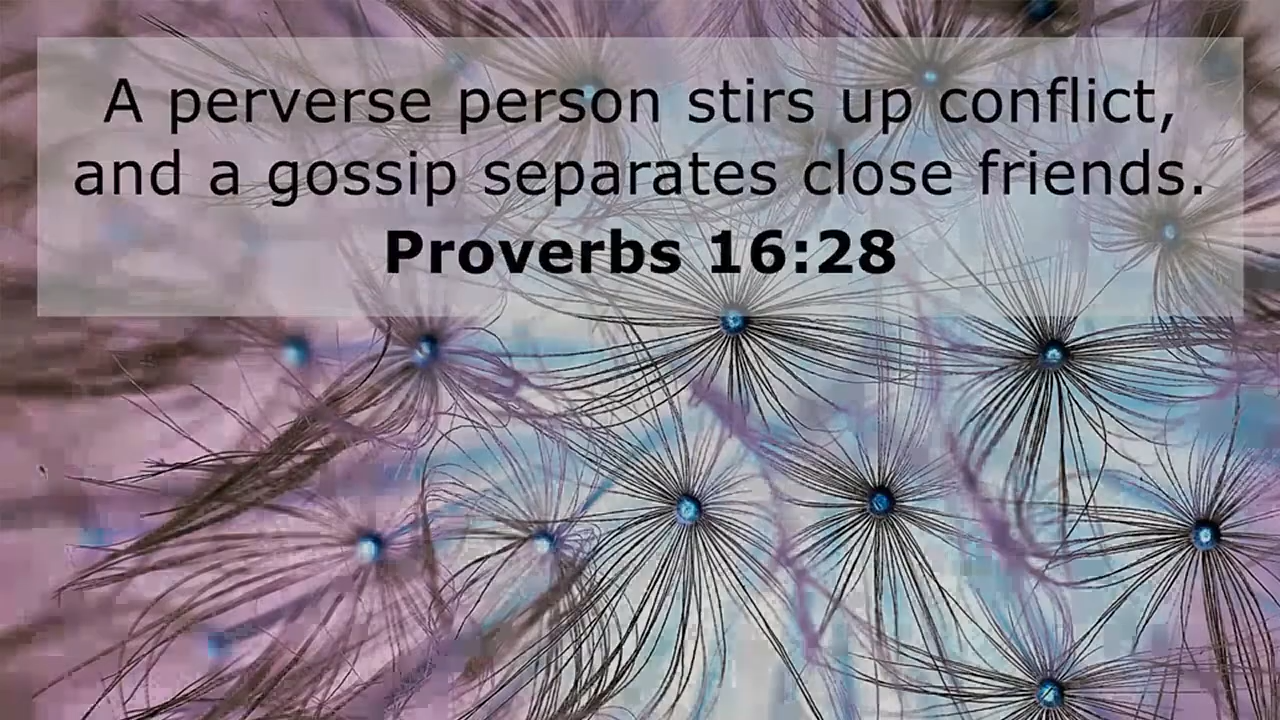 A perverse person stirs up conflict,
and a gossip separates close friends.
Proverbs 16:28